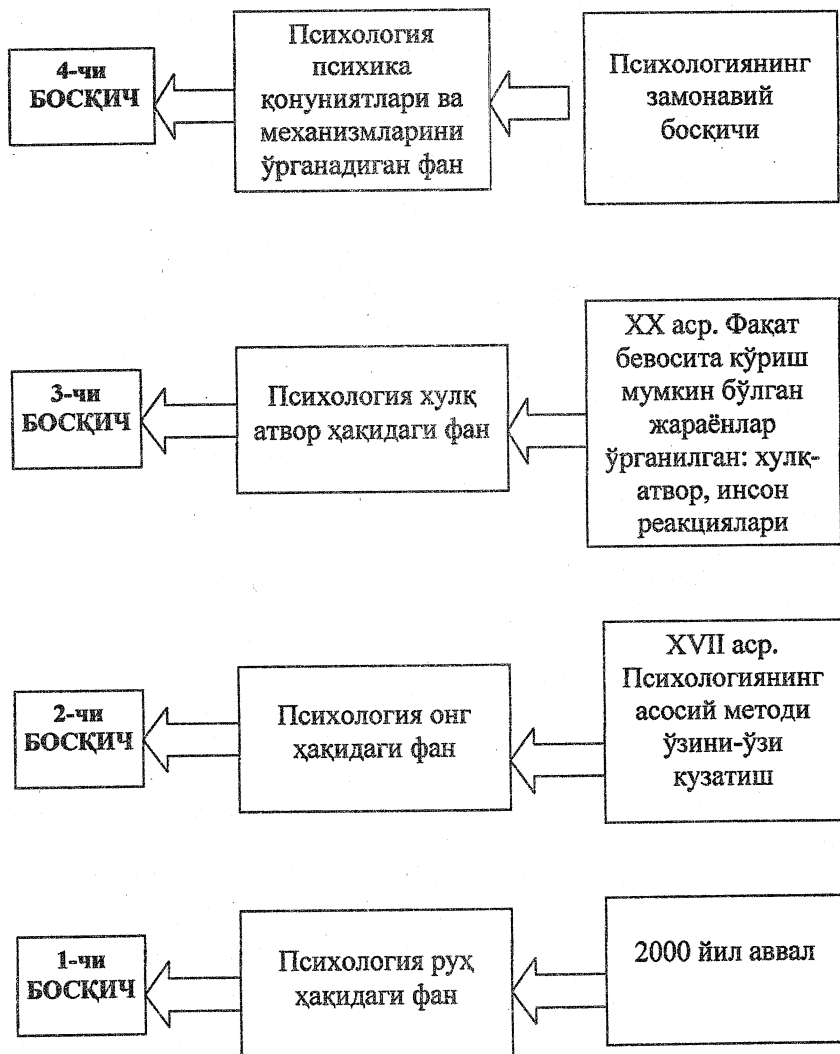 4-чи
БОСҚИЧ
Психология
психика
қонуниятлари ва
механизмларини
ўрганадиган фан
Психологиянинг
замонавий
босқичи
3-чи
БОСҚИЧ
Психология хулқ
атвор ҳақидаги фан
XX аср. Фақат
бевосита кўриш
мумкин бўлган
жараёнлар
ўрганилган: хулқ-
атвор, инсон
реакциялари
2-чи
БОСҚИЧ
Психология онг
ҳақидаги фан
XVII аср.
Психологиянинг
асосий методи
ўзини-ўзи
кузатиш
1-чи
БОСҚИЧ
Психология руҳ
ҳақидаги фан
2000 йил аввал